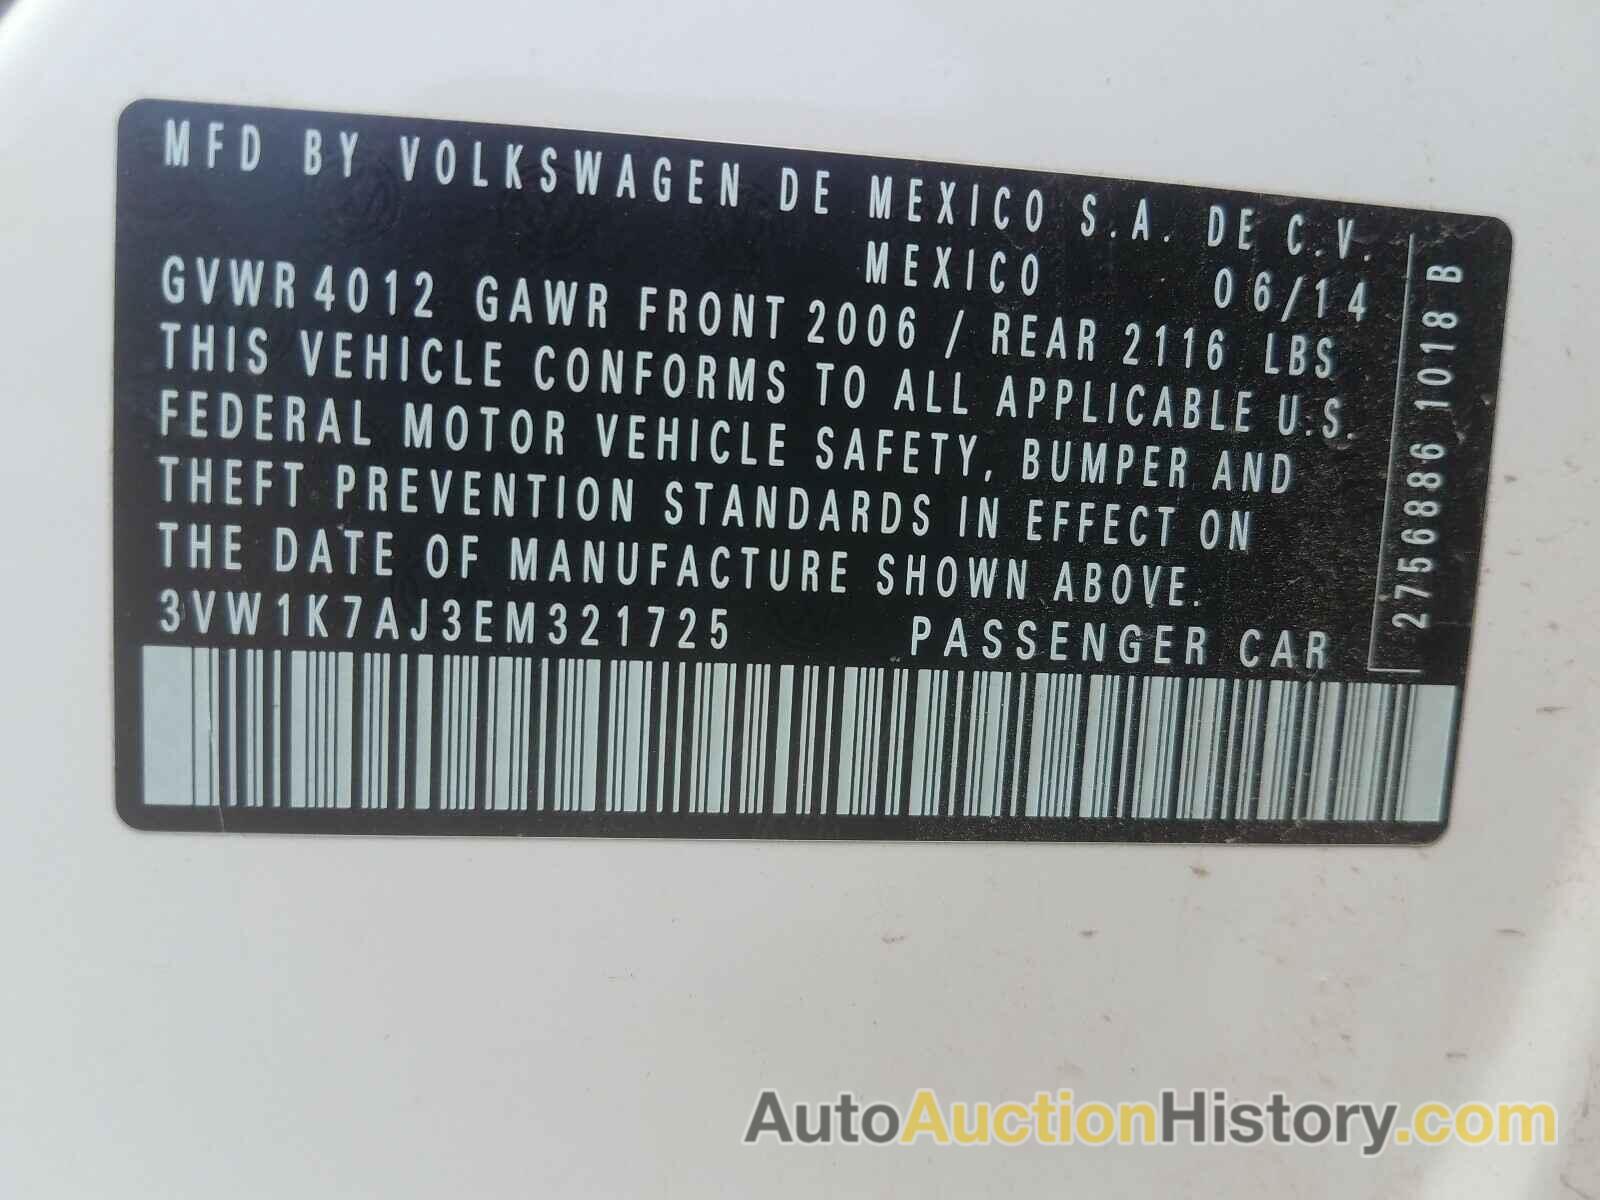 MFD BY VOLKSWAGEN DE MEXICO S.A. DE C.V.
MEXICO 06/14
GVWR 4012 GAWR FRONT 2006 / REAR 2116 LBS
THIS VEHICLE CONFORMS TO ALL APPLICABLE U.S.
FEDERAL MOTOR VEHICLE SAFETY, BUMPER AND
THEFT PREVENTION STANDARDS IN EFFECT ON
THE DATE OF MANUFACTURE SHOWN ABOVE.
3VW1K7AJ3EM321725 PASSENGER CAR
2756886 1018 B
AutoAuctionHistory.com